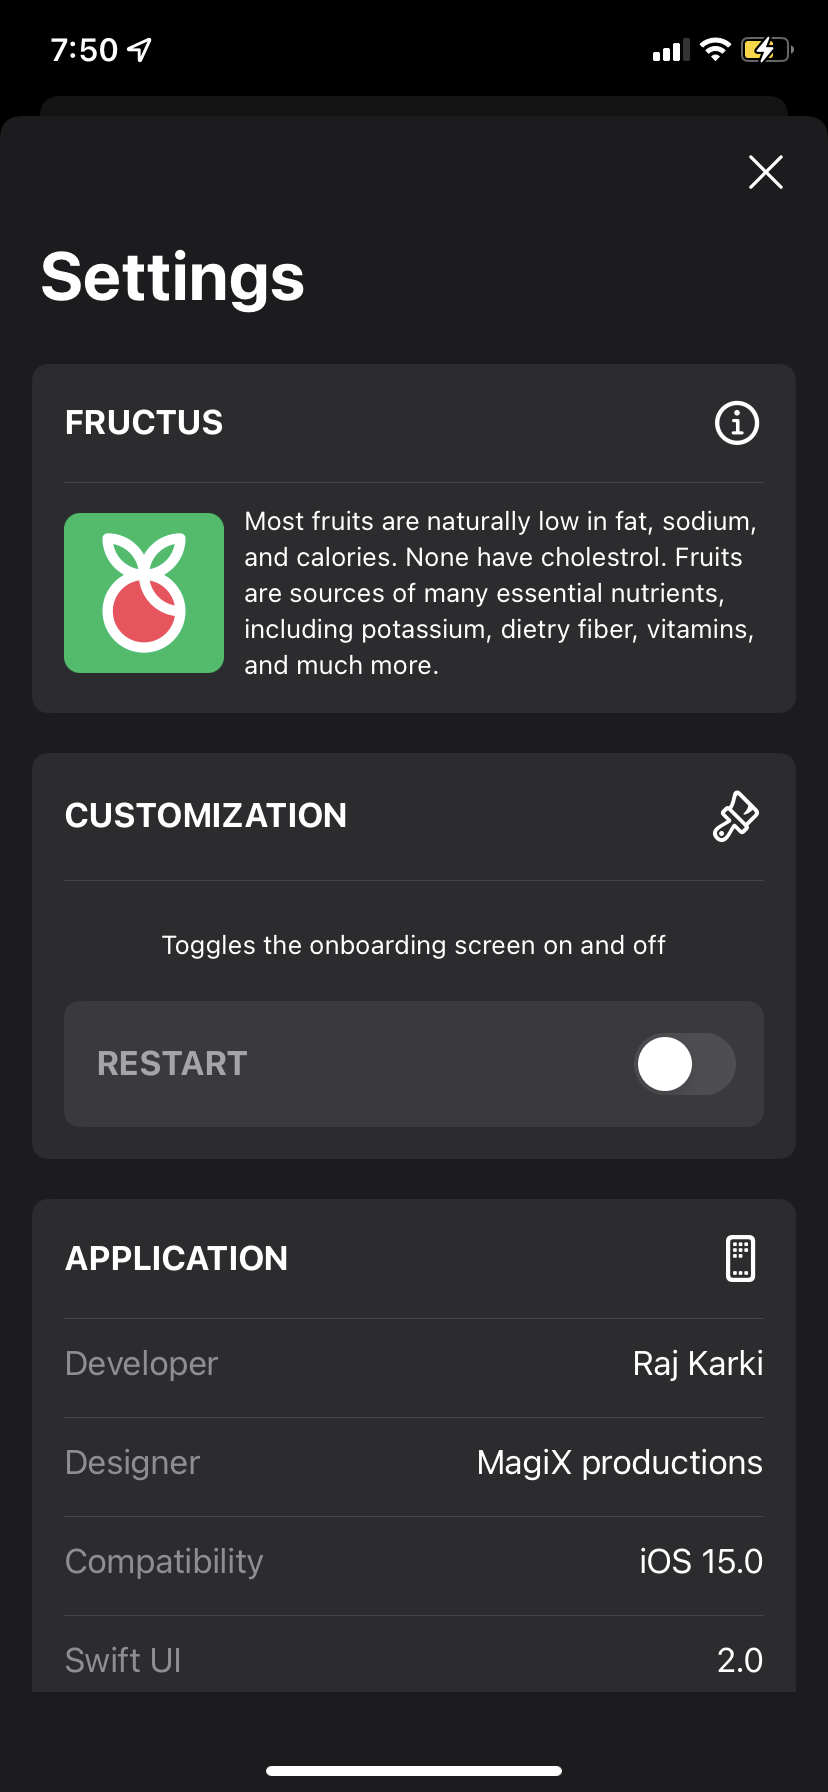 7:50
Settings
FRUCTUS
Most fruits are naturally low in fat, sodium,
and calories. None have cholestrol. Fruits
are sources of many essential nutrients,
including potassium, dietry fiber, vitamins,
and much more.
CUSTOMIZATION
Toggles the onboarding screen on and off
RESTART
APPLICATION
Developer Raj Karki
Designer MagiX productions
Compatibility iOS 15.0
Swift UI 2.0